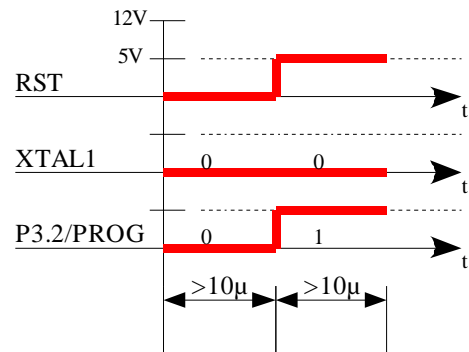 12V
5V
RST
t
XTAL1
0 0
t
P3.2/PROG
0 1
t
>10µ >10µ